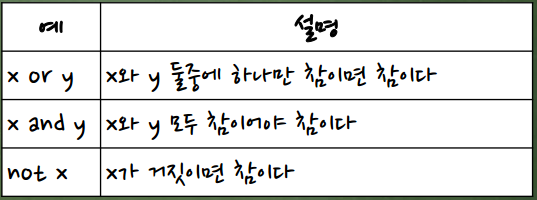 예 설명
x or y x와 y 둘중에 하나만 참이면 참이다
x and y x와 y 모두 참이어야 참이다
not x x가 거짓이면 참이다